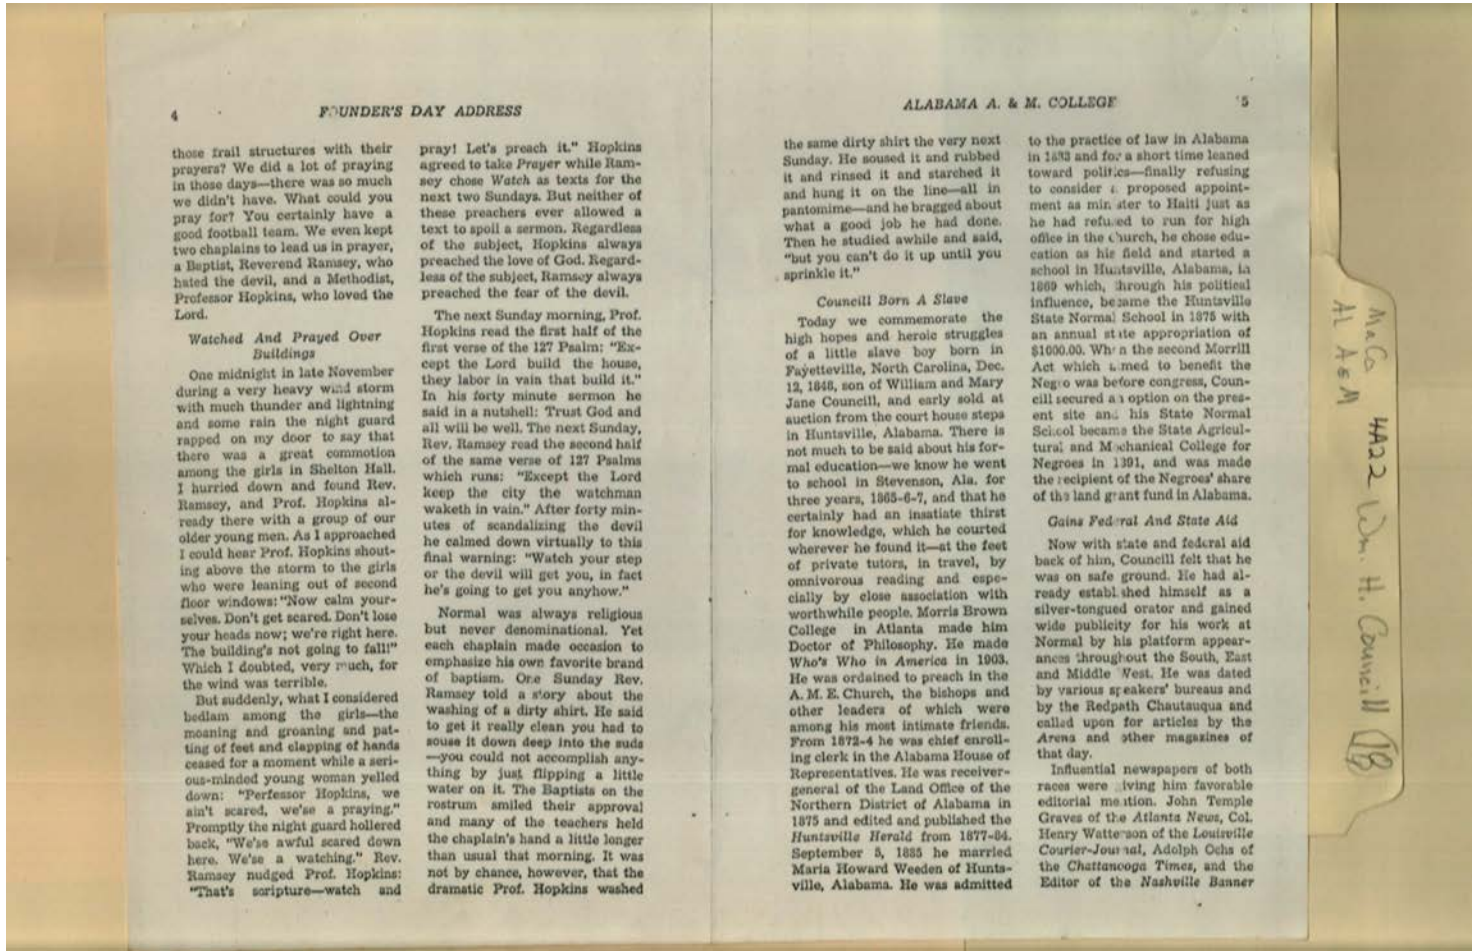 4
FOUNDER'S DAY ADDRESS
those frail structures with their
prayers? We did a lot of praying
in those days—there was so much
we didn't have. What could you
pray for? You certainly have a
good football team. We even kept
two chaplains to lead us in prayer,
a Baptist, Reverend Ramsey, who
hated the devil, and a Methodist,
Professor Hopkins, who loved the
Lord.
Watched And Prayed Over
Buildings
One midnight in late November
during a very heavy wind storm
with much thunder and lightning
and some rain the night guard
rapped on my door to say that
there was a great commotion
among the girls in Shelton Hall.
I hurried down and found Rev.
Ramsey, and Prof. Hopkins al-
ready there with a group of our
older young men. As I approached
I could hear Prof. Hopkins shout-
ing above the storm to the girls
who were leaning out of second
floor windows: "Now calm your-
selves. Don't get scared. Don't lose
your heads now; we're right here.
The building's not going to fall!"
Which I doubted, very much, for
the wind was terrible.
But suddenly, what I considered
bedlam among the girls—the
moaning and groaning and pat-
ting of feet and clapping of hands
ceased for a moment while a seri-
ous-minded young woman yelled
down: "Perfessor Hopkins, we
ain't scared, we'se a praying."
Promptly the night guard hollered
back, "We'se awful scared down
here. We'se a watching." Rev.
Ramsey nudged Prof. Hopkins:
"That's scripture—watch and
pray! Let's preach it." Hopkins
agreed to take Prayer while Ram-
sey chose Watch as texts for the
next two Sundays. But neither of
these preachers ever allowed a
text to spoil a sermon. Regardless
of the subject, Hopkins always
preached the love of God. Regard-
less of the subject, Ramsey always
preached the fear of the devil.
The next Sunday morning, Prof.
Hopkins read the first half of the
first verse of the 127 Psalm: "Ex-
cept the Lord build the house,
they labor in vain that build it."
In his forty minute sermon he
said in a nutshell: Trust God and
all will be well. The next Sunday,
Rev. Ramsey read the second half
of the same verse of 127 Psalms
which runs: "Except the Lord
keep the city the watchman
waketh in vain." After forty min-
utes of scandalizing the devil
he calmed down virtually to this
final warning: "Watch your step
or the devil will get you, in fact
he's going to get you anyhow."
Normal was always religious
but never denominational. Yet
each chaplain made occasion to
emphasize his own favorite brand
of baptism. One Sunday Rev.
Ramsey told a story about the
washing of a dirty shirt. He said
to get it really clean you had to
souse it down deep into the suds
—you could not accomplish any-
thing by just flipping a little
water on it. The Baptists on the
rostrum smiled their approval
and many of the teachers held
the chaplain's hand a little longer
than usual that morning. It was
not by chance, however, that the
dramatic Prof. Hopkins washed
ALABAMA A. & M. COLLEGE
5
the same dirty shirt the very next
Sunday. He soused it and rubbed
it and rinsed it and starched it
and hung it on the line—all in
pantomime—and he bragged about
what a good job he had done.
Then he studied awhile and said,
"but you can't do it up until you
sprinkle it."
Councill Born A Slave
Today we commemorate the
high hopes and heroic struggles
of a little slave boy born in
Fayetteville, North Carolina, Dec.
12, 1848, son of William and Mary
Jane Councill, and early sold at
auction from the court house steps
in Huntsville, Alabama. There is
not much to be said about his for-
mal education—we know he went
to school in Stevenson, Ala. for
three years, 1865-6-7, and that he
certainly had an insatiate thirst
for knowledge, which he courted
wherever he found it—at the feet
of private tutors, in travel, by
omnivorous reading and espe-
cially by close association with
worthwhile people. Morris Brown
College in Atlanta made him
Doctor of Philosophy. He made
Who's Who in America in 1903.
He was ordained to preach in the
A. M. E. Church, the bishops and
other leaders of which were
among his most intimate friends.
From 1872-4 he was chief enroll-
ing clerk in the Alabama House of
Representatives. He was receiver-
general of the Land Office of the
Northern District of Alabama in
1875 and edited and published the
Huntsville Herald from 1877-84.
September 5, 1885 he married
Maria Howard Weeden of Hunts-
ville, Alabama. He was admitted
to the practice of law in Alabama
in 1883 and for a short time leaned
toward politics—finally refusing
to consider a proposed appoint-
ment as minister to Haiti just as
he had refused to run for high
office in the church, he chose edu-
cation as his field and started a
school in Huntsville, Alabama, in
1869 which, through his political
influence, became the Huntsville
State Normal School in 1875 with
an annual state appropriation of
$1000.00. When the second Morrill
Act which aimed to benefit the
Negro was before congress, Coun-
cill secured an option on the pres-
ent site and his State Normal
School became the State Agricul-
tural and Mechanical College for
Negroes in 1891, and was made
the recipient of the Negroes' share
of the land grant fund in Alabama.
Gains Federal And State Aid
Now with state and federal aid
back of him, Councill felt that he
was on safe ground. He had al-
ready established himself as a
silver-tongued orator and gained
wide publicity for his work at
Normal by his platform appear-
ances throughout the South, East
and Middle West. He was dated
by various speakers' bureaus and
by the Redpath Chautauqua and
called upon for articles by the
Arena and other magazines of
that day.
Influential newspapers of both
races were giving him favorable
editorial mention. John Temple
Graves of the Atlanta News, Col.
Henry Watterson of the Louisville
Courier-Journal, Adolph Ochs of
the Chattanooga Times, and the
Editor of the Nashville Banner
MaCo
AL A&M
4A22 Wm. H. Councill